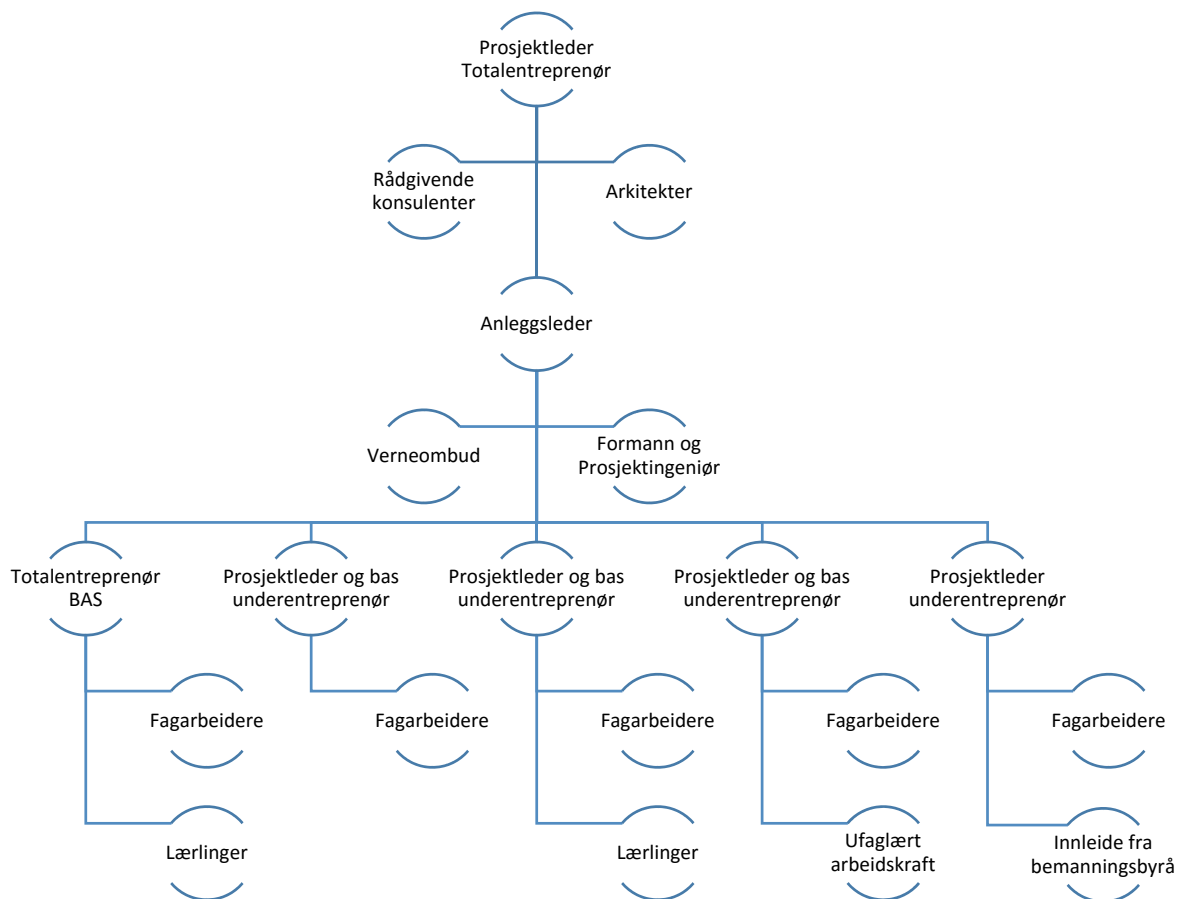 Prosjektleder
Totalentreprenør
Rådgivende
konsulenter
Arkitekter
Anleggsleder
Verneombud
Formann og
Prosjektingeniør
Totalentreprenør
BAS
Prosjektleder og bas
underentreprenør
Prosjektleder og bas
underentreprenør
Prosjektleder og bas
underentreprenør
Prosjektleder
underentreprenør
Fagarbeidere
Fagarbeidere
Fagarbeidere
Fagarbeidere
Fagarbeidere
Lærlinger
Lærlinger
Ufaglært
arbeidskraft
Innleide fra
bemanningsbyrå